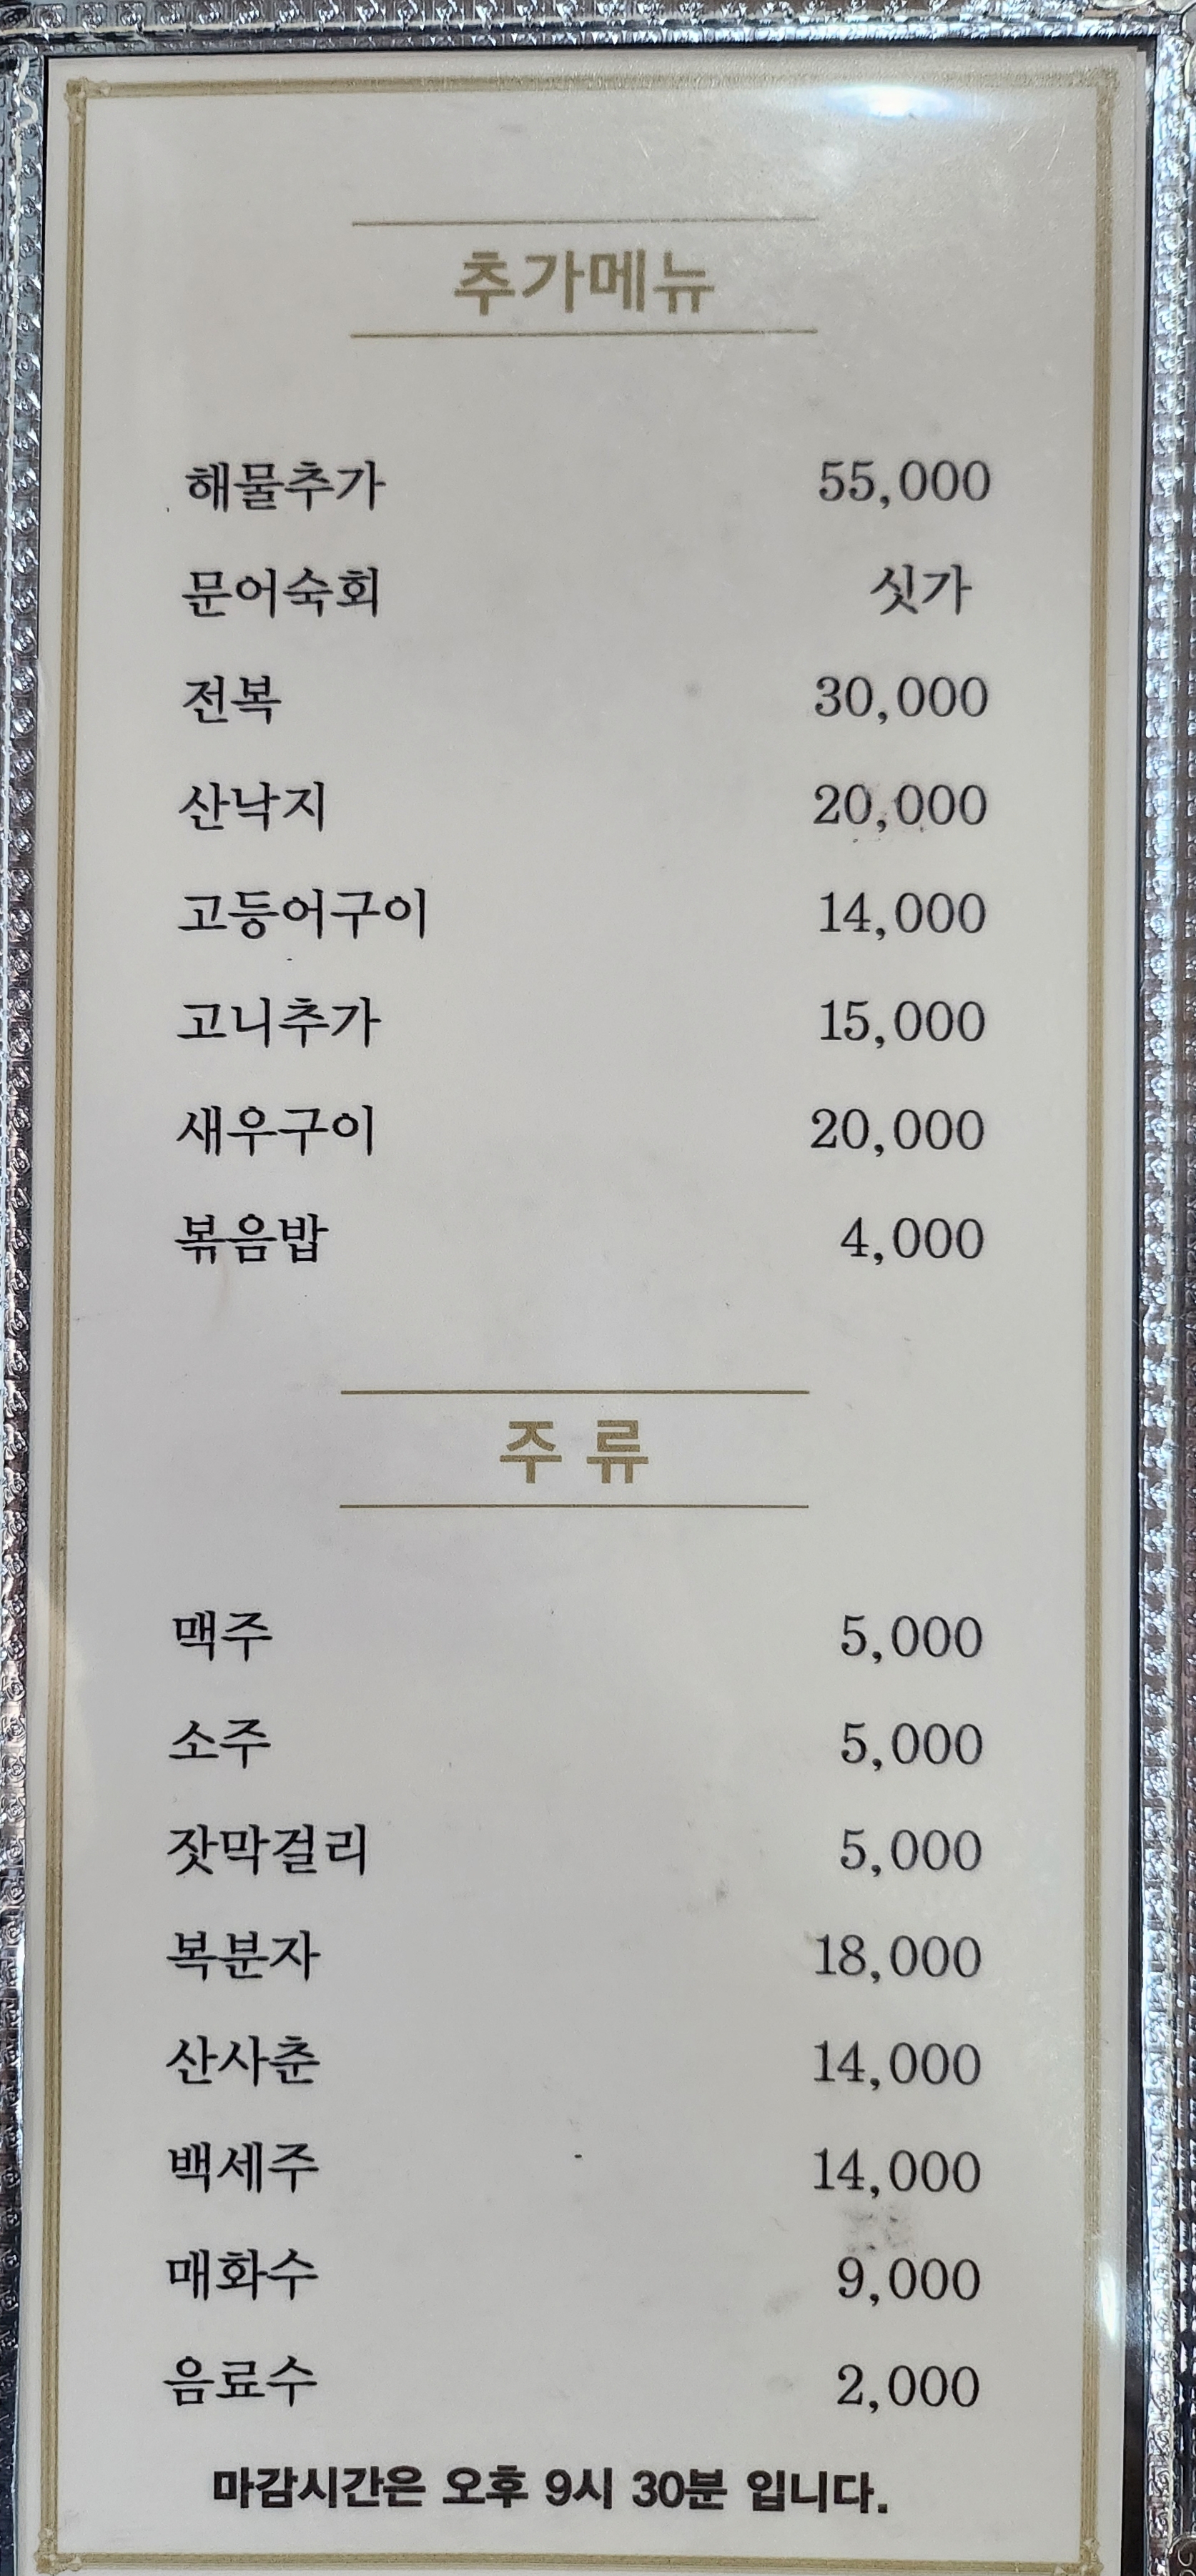 추가메뉴
해물추가 55,000
문어숙회 싯가
전복 30,000
산낙지 20,000
고등어구이 14,000
고니추가 15,000
새우구이 20,000
볶음밥 4,000
주 류
맥주 5,000
소주 5,000
잣막걸리 5,000
복분자 18,000
산사춘 14,000
백세주 14,000
매화수 9,000
음료수 2,000
마감시간은 오후 9시 30분 입니다.